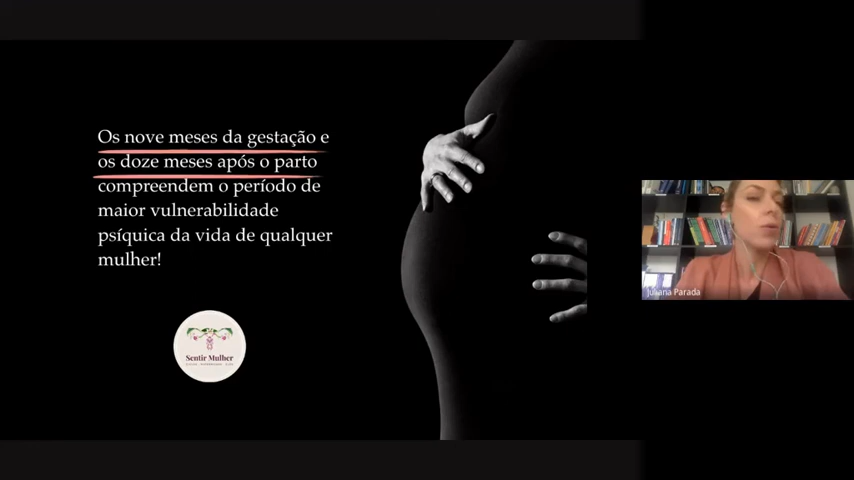 Os nove meses da gestação e
os doze meses após o parto
compreendem o período de
maior vulnerabilidade
psíquica da vida de qualquer
mulher!
Sentir Mulher
Juliana Parada